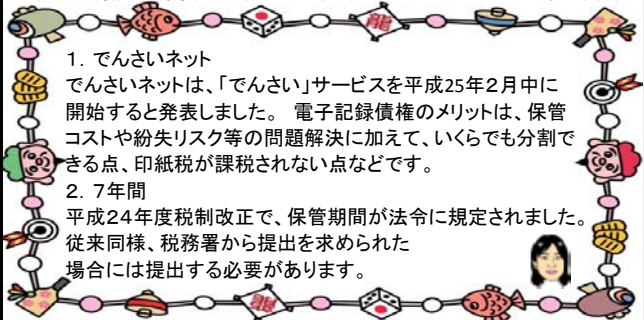 1．でんさいネット
でんさいネットは、「でんさい」サービスを平成25年２月中に
開始すると発表しました。 電子記録債権のメリットは、保管
コストや紛失リスク等の問題解決に加えて、いくらでも分割で
きる点、印紙税が課税されない点などです。
２．７年間
平成２４年度税制改正で、保管期間が法令に規定されました。
従来同様、税務署から提出を求められた
場合には提出する必要があります。
龍
龍